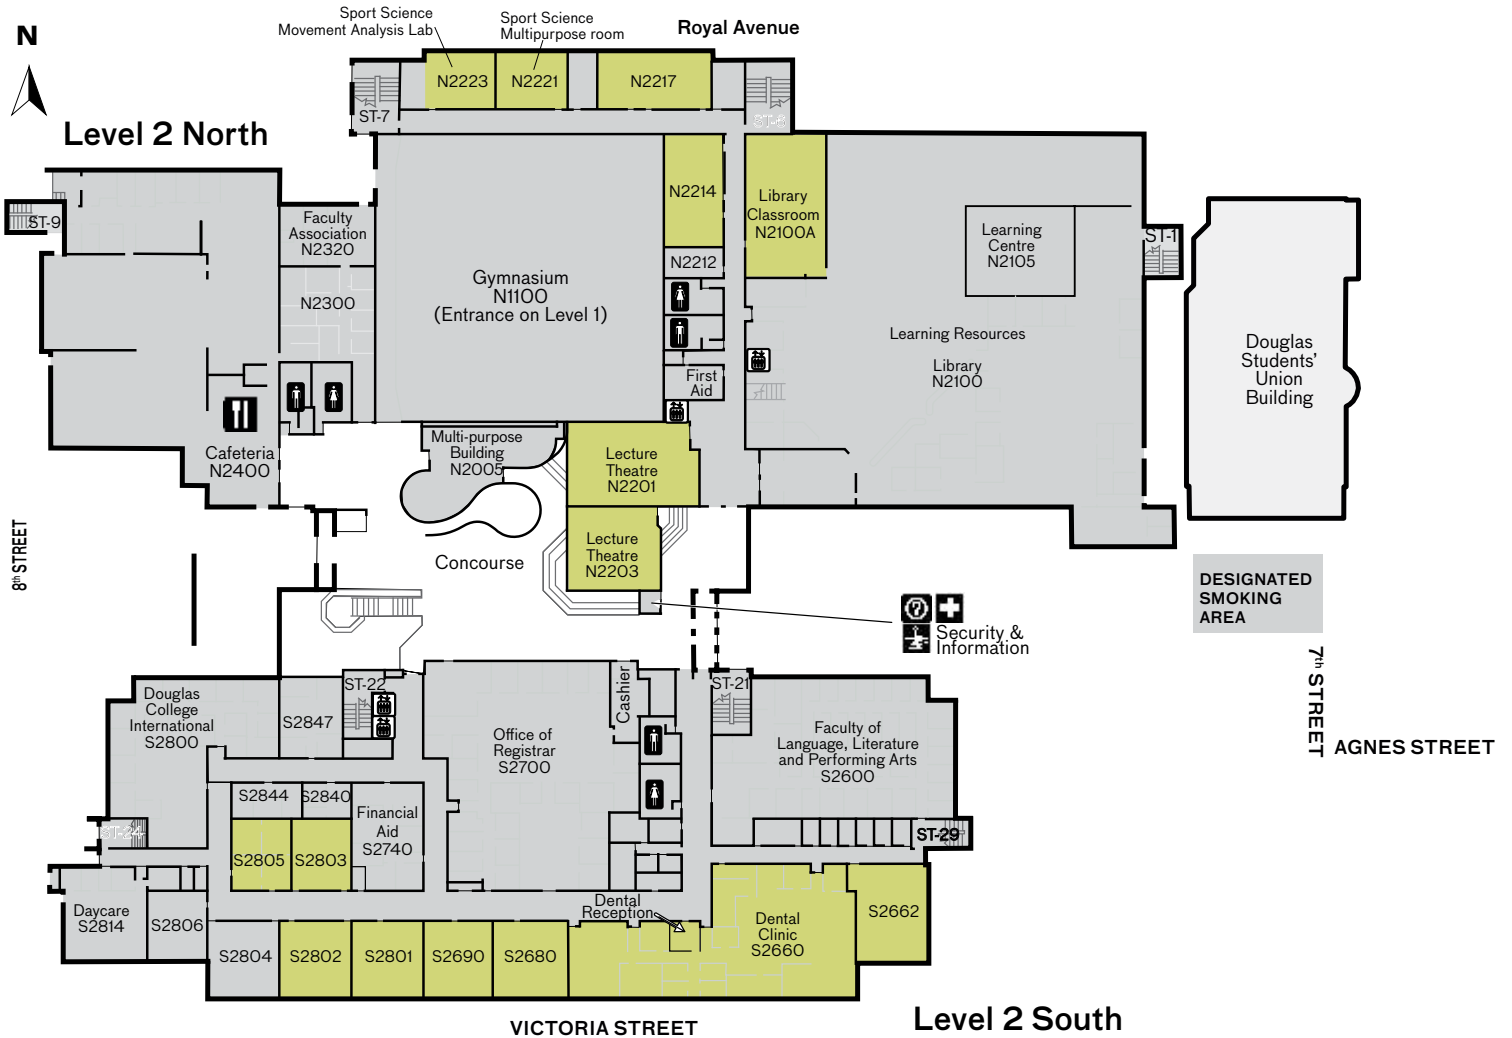 Sport Science
Movement Analysis Lab
Sport Science
Multipurpose room
Royal Avenue
N
Level 2 North
N2223
N2221
N2217
ST-7
ST-6
ST-9
Faculty
Association
N2320
N2300
Gymnasium
N1100
(Entrance on Level 1)
N2214
N2212
First
Aid
Library
Classroom
N2100A
Learning
Centre
N2105
ST-1
Learning Resources
Library
N2100
Douglas
Students'
Union
Building
Cafeteria
N2400
Multi-purpose
Building
N2005
Lecture
Theatre
N2201
Lecture
Theatre
N2203
Concourse
8th STREET
DESIGNATED
SMOKING
AREA
Security &
Information
7th STREET
AGNES STREET
Douglas
College
International
S2800
S2847
ST-22
Cashier
Office of
Registrar
S2700
ST-21
Faculty of
Language, Literature
and Performing Arts
S2600
S2844
S2840
Financial
Aid
S2740
ST-24
S2805
S2803
ST-29
Daycare
S2814
S2806
S2804
S2802
S2801
S2690
S2680
Dental
Reception
Dental
Clinic
S2660
S2662
Level 2 South
VICTORIA STREET